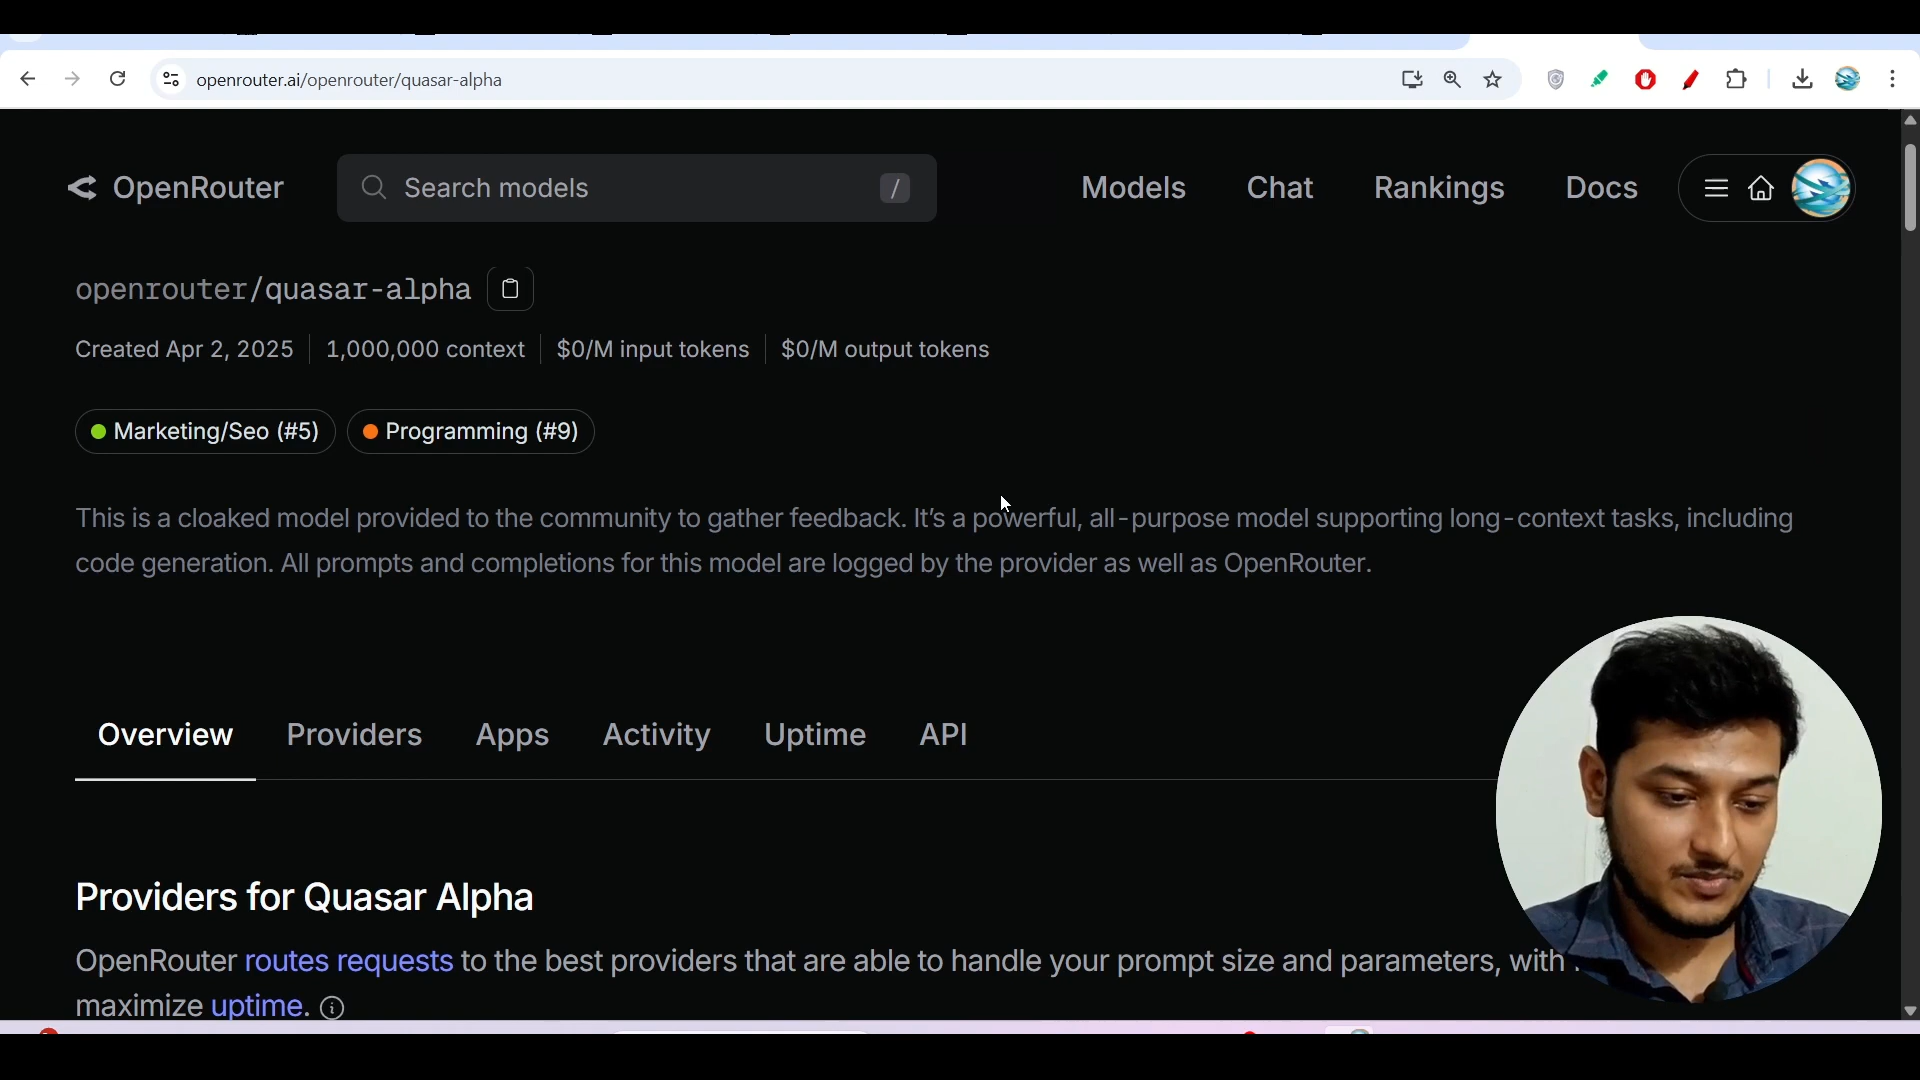 openrouter.ai/openrouter/quasar-alpha
OpenRouter
Search models
/
Models
Chat
Rankings
Docs
openrouter/quasar-alpha
Created Apr 2, 2025
1,000,000 context
$0/M input tokens
$0/M output tokens
Marketing/Seo (#5)
Programming (#9)
This is a cloaked model provided to the community to gather feedback. It’s a powerful, all-purpose model supporting long-context tasks, including
code generation. All prompts and completions for this model are logged by the provider as well as OpenRouter.
Overview
Providers
Apps
Activity
Uptime
API
Providers for Quasar Alpha
OpenRouter routes requests to the best providers that are able to handle your prompt size and parameters, with
maximize uptime.